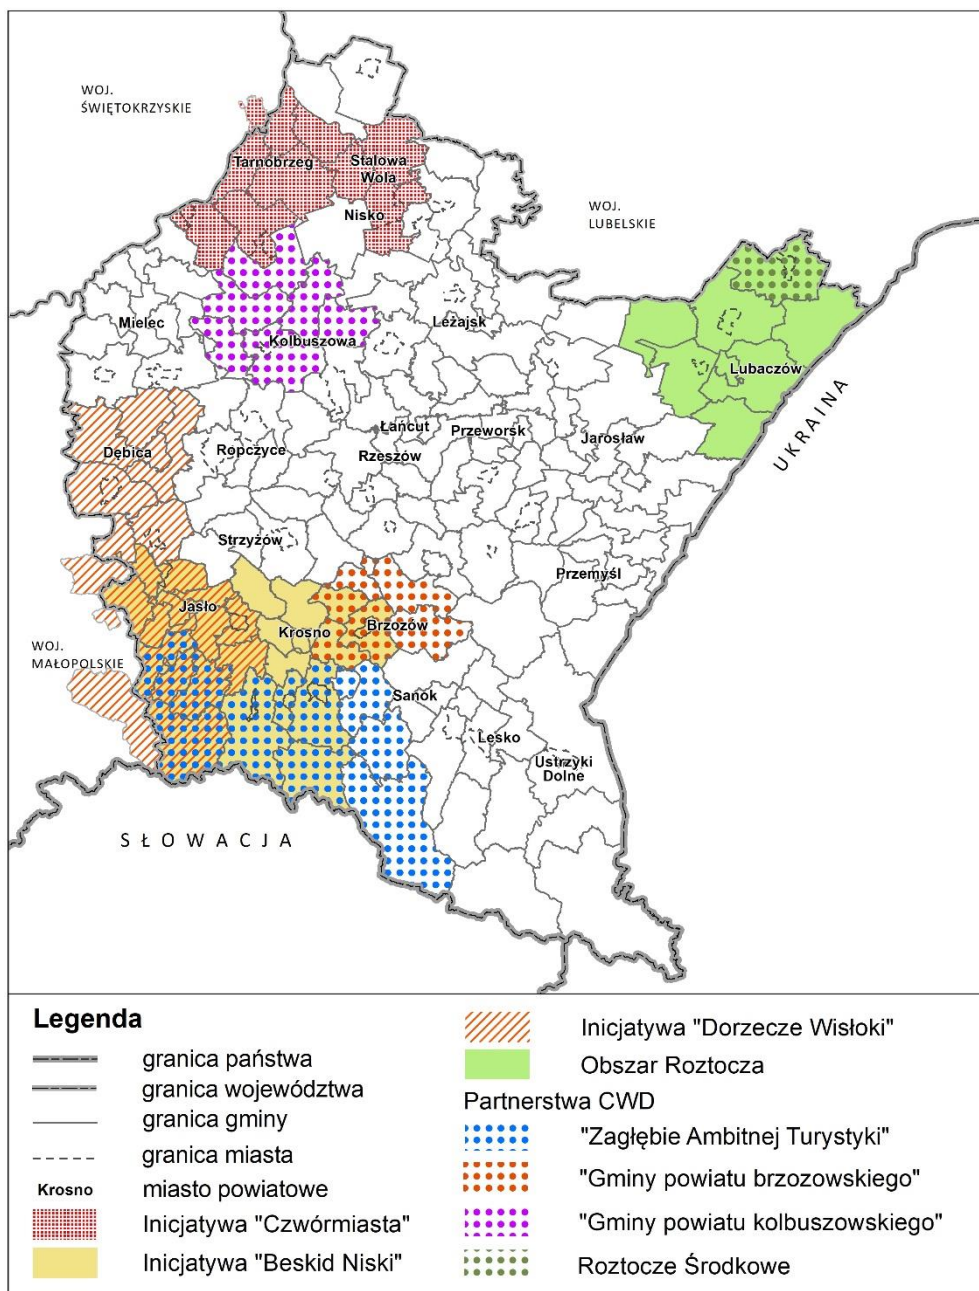 WOJ.
ŚWIĘTOKRZYSKIE
Tarnobrzeg
Stalowa
Wola
Nisko
WOJ.
LUBELSKIE
Mielec
Kolbuszowa
Leżajsk
Lubaczów
UKRAINA
Dębica
Ropczyce
Łańcut
Rzeszów
Przeworsk
Jarosław
Strzyżów
Przemyśl
Jasło
Krosno
Brzozów
WOJ.
MAŁOPOLSKIE
Sanok
Lesko
Ustrzyki
Dolne
SŁOWACJA
Legenda
granica państwa
granica województwa
granica gminy
granica miasta
Krosno miasto powiatowe
Inicjatywa "Czwórmiasta"
Inicjatywa "Beskid Niski"
Inicjatywa "Dorzecze Wisłoki"
Obszar Roztocza
Partnerstwa CWD
"Zagłębie Ambitnej Turystyki"
"Gminy powiatu brzozowskiego"
"Gminy powiatu kolbuszowskiego"
Roztocze Środkowe